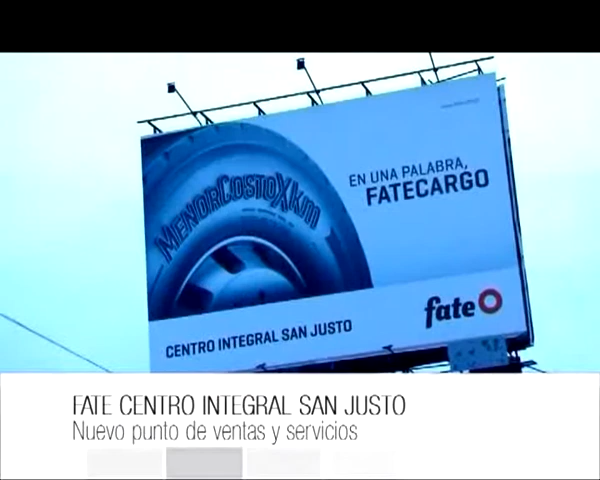 EN UNA PALABRA,
FATECARGO
MENORCOSTOXkm
fate
CENTRO INTEGRAL SAN JUSTO
FATE CENTRO INTEGRAL SAN JUSTO
Nuevo punto de ventas y servicios